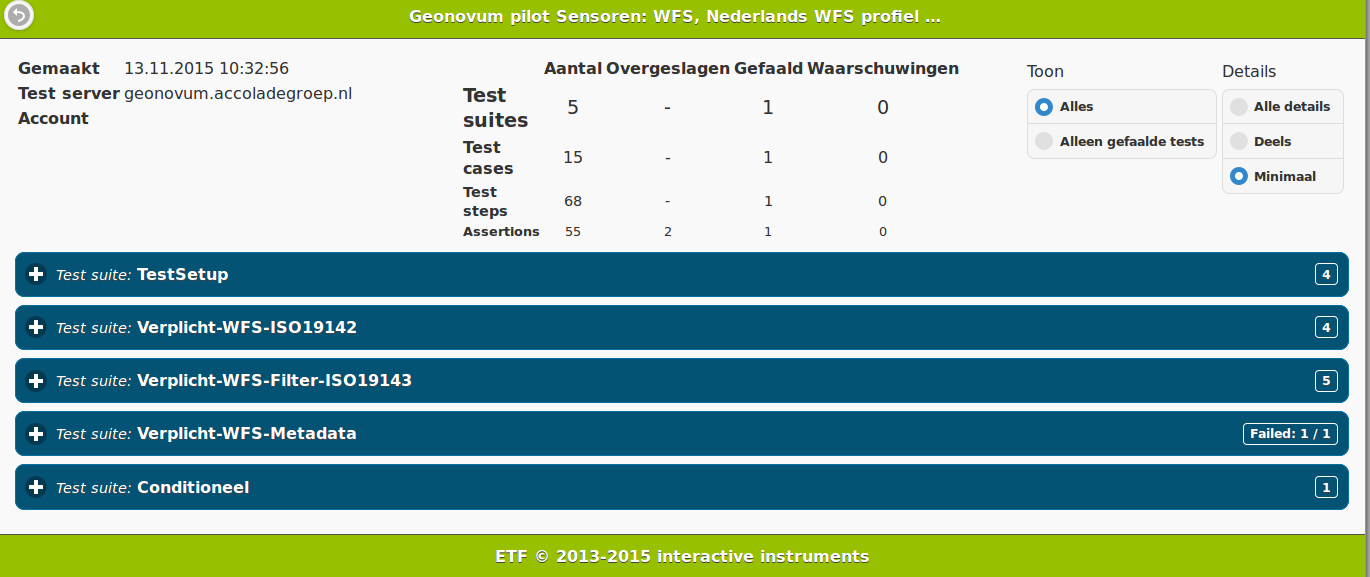 Geonovum pilot Sensoren: WFS, Nederlands WFS profiel ...
Gemaakt 13.11.2015 10:32:56
Test server geonovum.accoladegroep.nl
Account
Aantal Overgeslagen Gefaald Waarschuwingen
Test suites 5 - 1 0
Test cases 15 - 1 0
Test steps 68 - 1 0
Assertions 55 2 1 0
Toon
Alles
Alleen gefaalde tests
Details
Alle details
Deels
Minimaal
Test suite: TestSetup 4
Test suite: Verplicht-WFS-ISO19142 4
Test suite: Verplicht-WFS-Filter-ISO19143 5
Test suite: Verplicht-WFS-Metadata Failed: 1 / 1
Test suite: Conditioneel 1
ETF © 2013-2015 interactive instruments